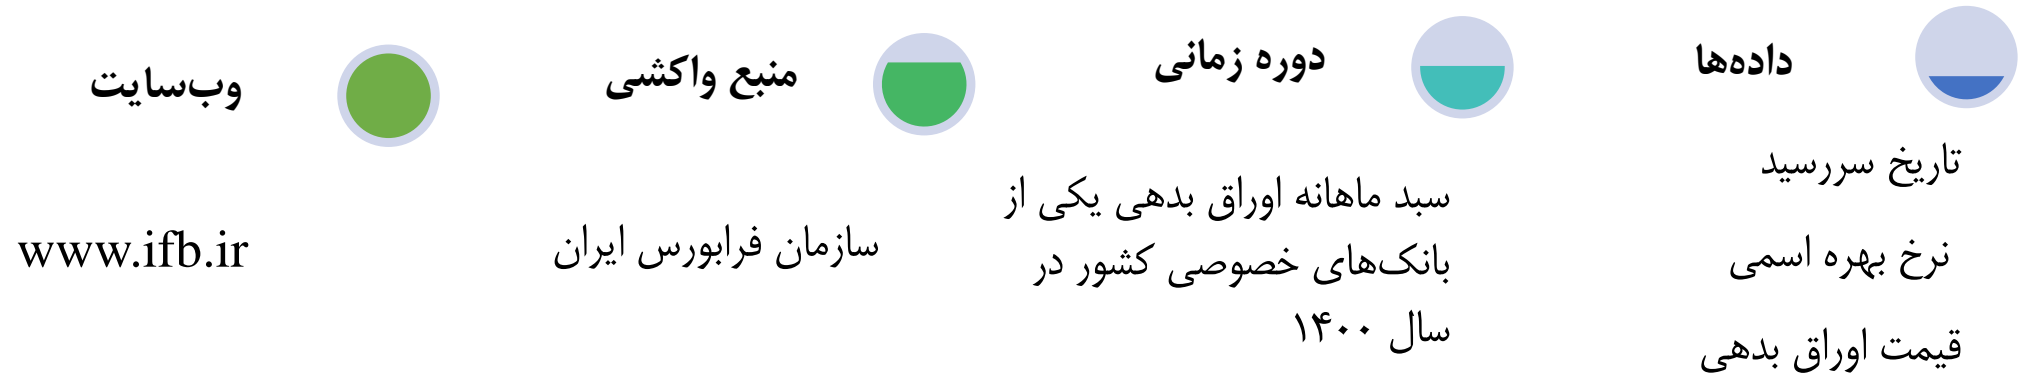 داده‌ها
تاریخ سررسید
نرخ بهره اسمی
قیمت اوراق بدهی
دوره زمانی
سبد ماهانه اوراق بدهی یکی از
بانک‌های خصوصی کشور در
سال ۱۴۰۰
منبع واکشی
سازمان فرابورس ایران
وب‌سایت
www.ifb.ir